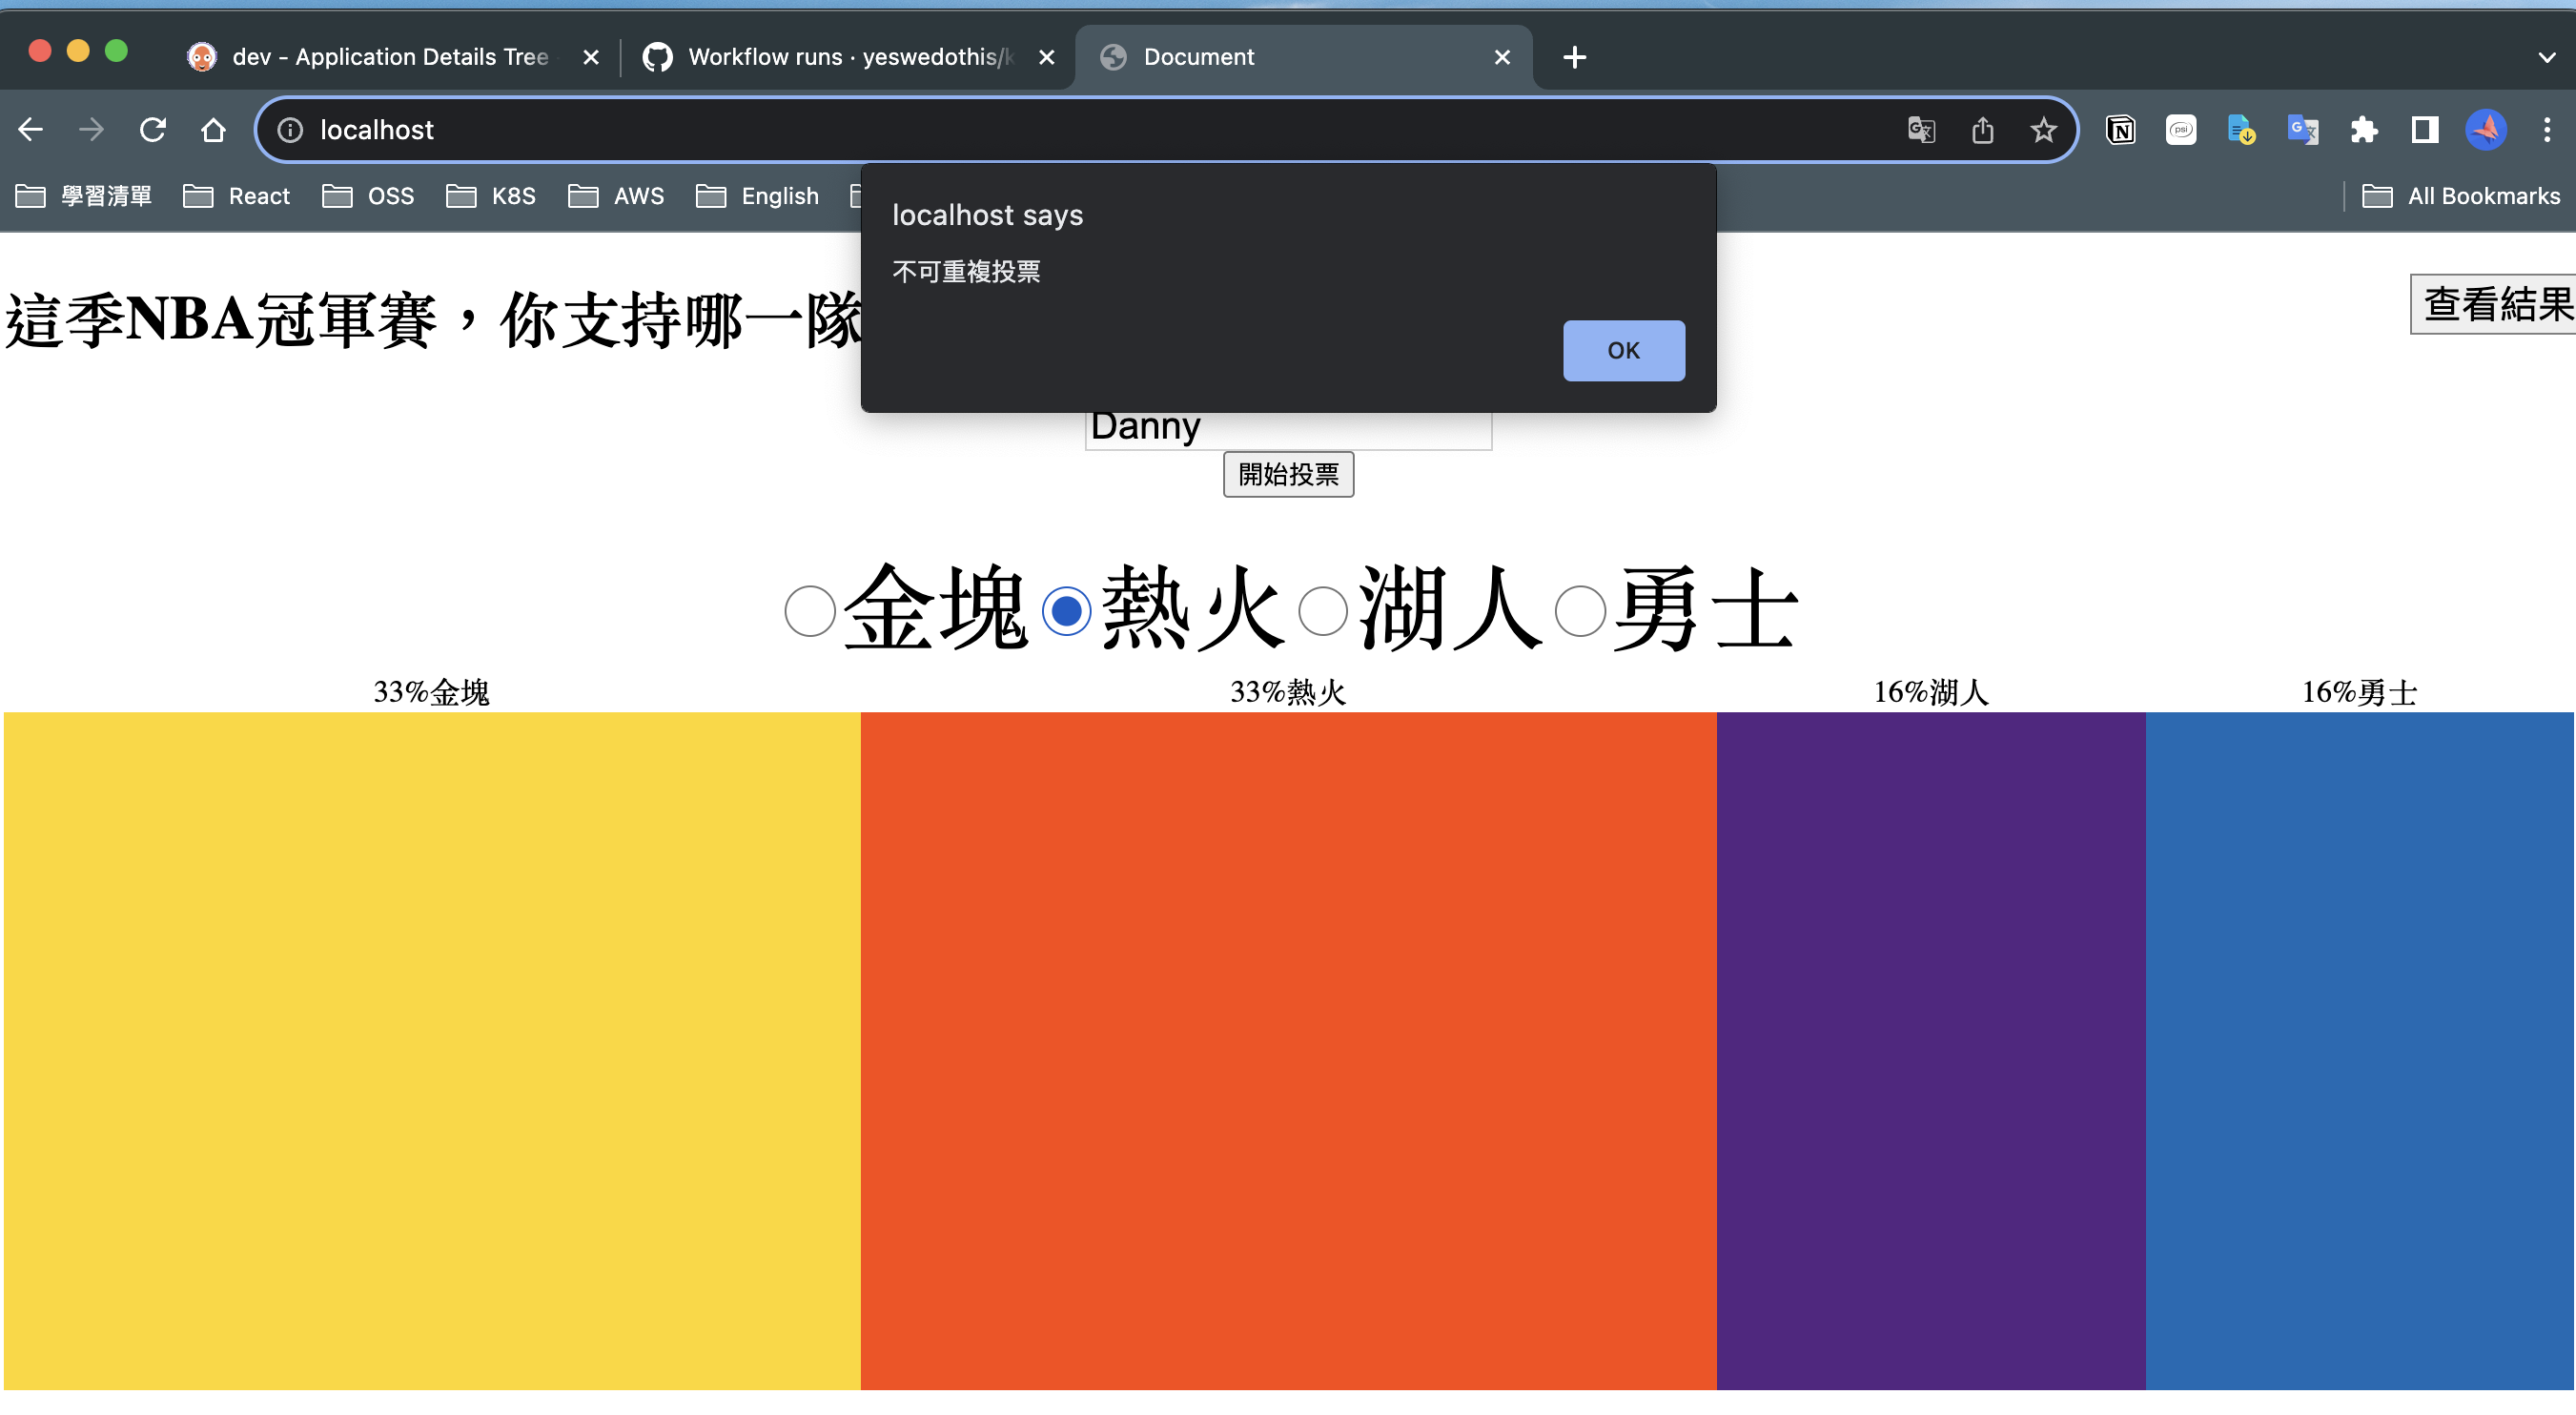 dev - Application Details Tree
Workflow runs · yeswedothis/k
Document
localhost
學習清單
React
OSS
K8S
AWS
English
All Bookmarks
localhost says
不可重複投票
OK
這季NBA冠軍賽，你支持哪一隊
查看結果
Danny
開始投票
金塊 熱火 湖人 勇士
33%金塊 33%熱火 16%湖人 16%勇士